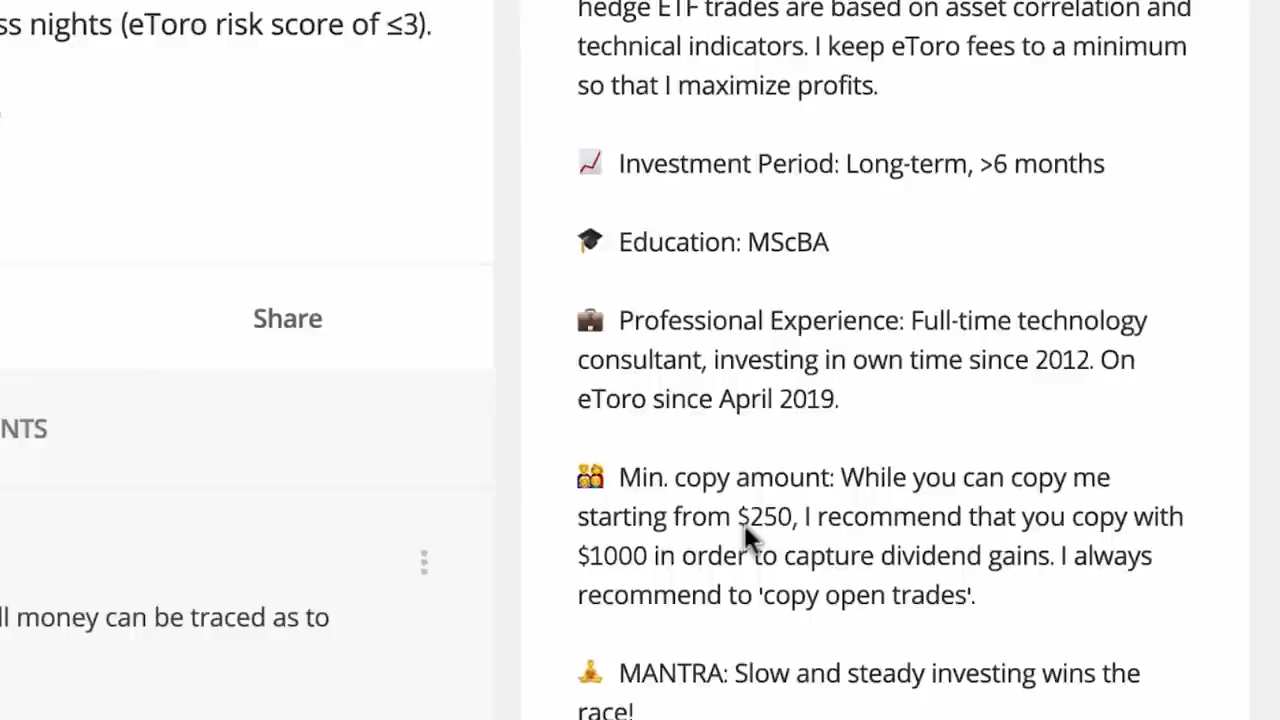 ss nights (eToro risk score of ≤3).
Share
NTS
ll money can be traced as to
hedge ETF trades are based on asset correlation and
technical indicators. I keep eToro fees to a minimum
so that I maximize profits.
Investment Period: Long-term, >6 months
Education: MScBA
Professional Experience: Full-time technology
consultant, investing in own time since 2012. On
eToro since April 2019.
Min. copy amount: While you can copy me
starting from $250, I recommend that you copy with
$1000 in order to capture dividend gains. I always
recommend to 'copy open trades'.
MANTRA: Slow and steady investing wins the
race!